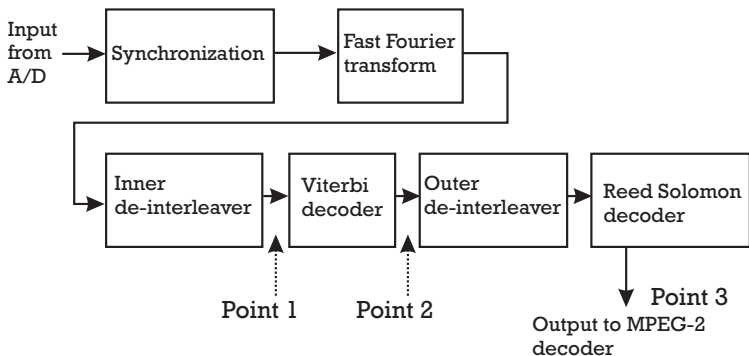 Input
from
A/D
Synchronization
Fast Fourier
transform
Inner
de-interleaver
Viterbi
decoder
Outer
de-interleaver
Reed Solomon
decoder
Point 1
Point 2
Point 3
Output to MPEG-2
decoder